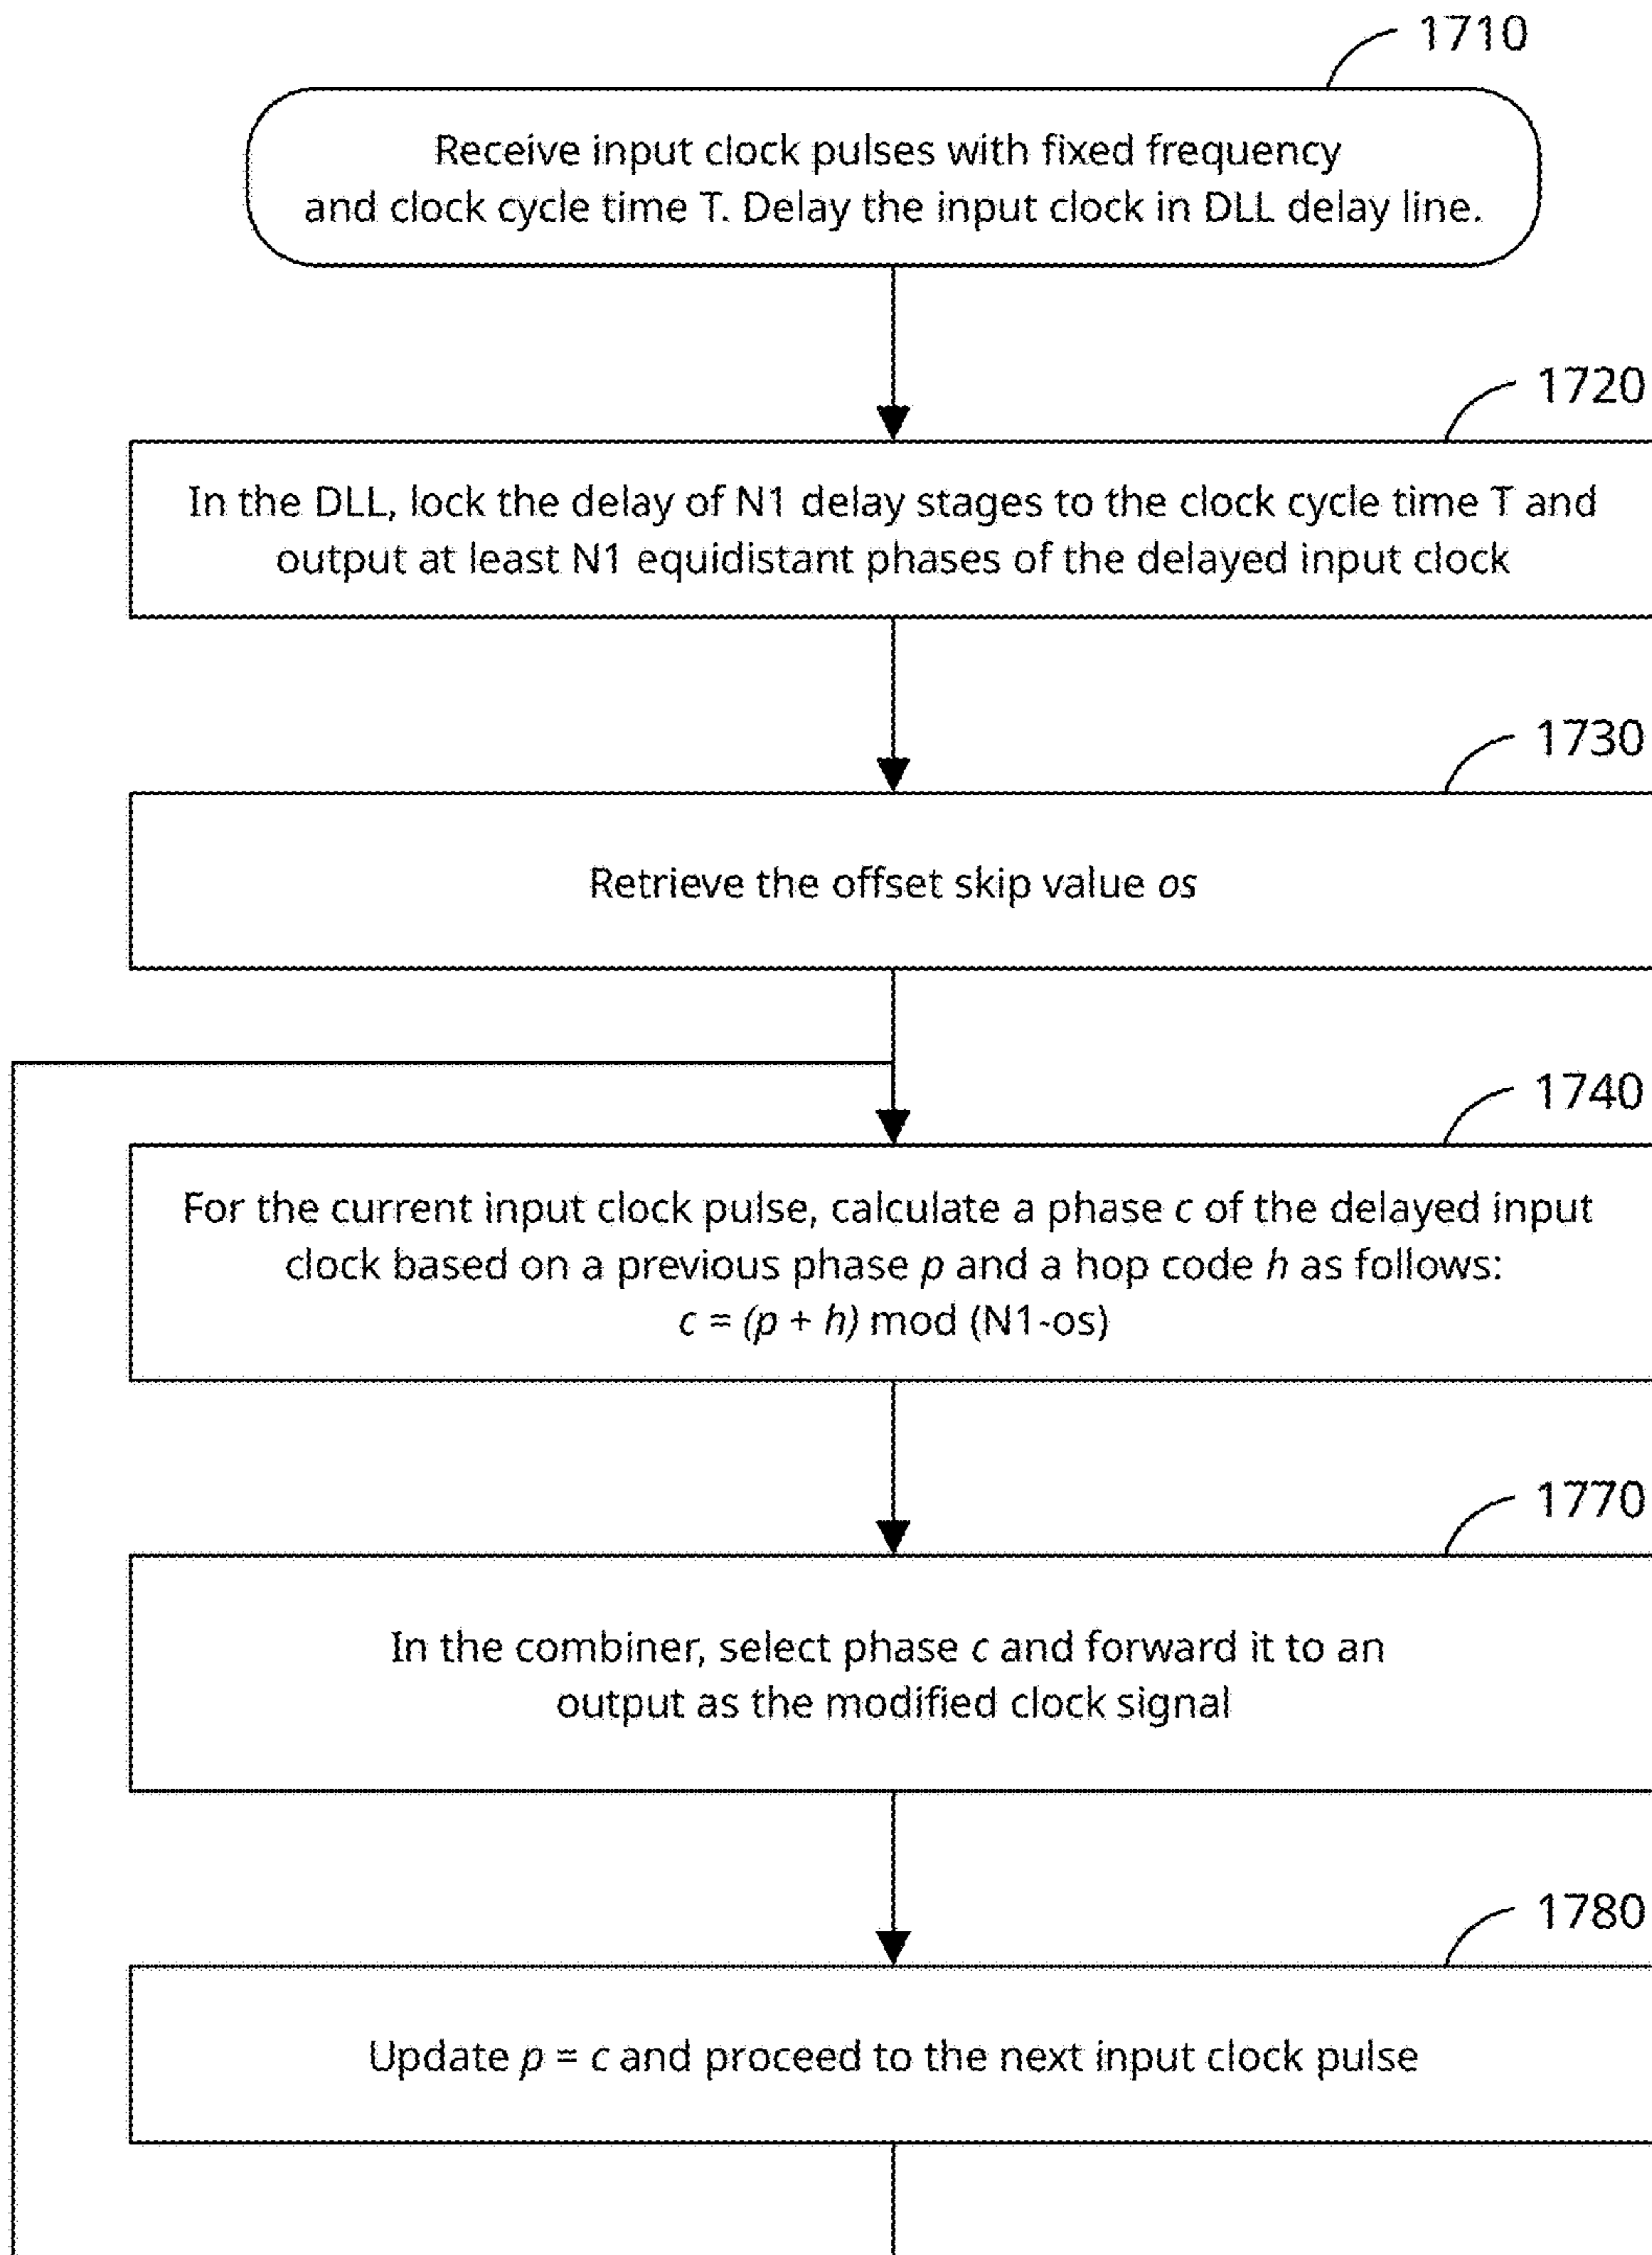 1710
Receive input clock pulses with fixed frequency
and clock cycle time T. Delay the input clock in DLL delay line.
1720
In the DLL, lock the delay of N1 delay stages to the clock cycle time T and
output at least N1 equidistant phases of the delayed input clock
1730
Retrieve the offset skip value os
1740
For the current input clock pulse, calculate a phase c of the delayed input
clock based on a previous phase p and a hop code h as follows:
c = (p + h) mod (N1-os)
1770
In the combiner, select phase c and forward it to an
output as the modified clock signal
1780
Update p = c and proceed to the next input clock pulse